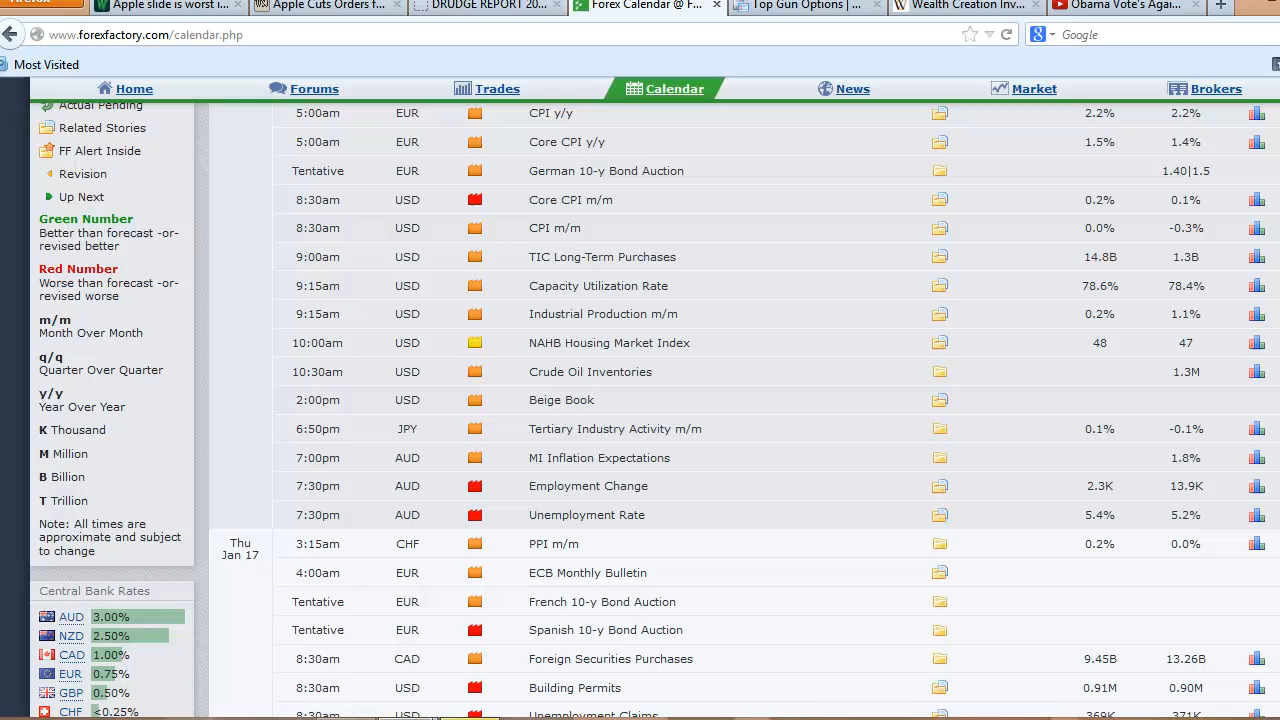 Firefox
Apple slide is worst i... × Apple Cuts Orders f... × DRUDGE REPORT 20... × Forex Calendar @ F... × Top Gun Options | ... × Wealth Creation Inv... × Obama Vote's Agai... × +
www.forexfactory.com/calendar.php Google
Most Visited
Home Forums Trades Calendar News Market Brokers
Actual Pending
Related Stories
FF Alert Inside
Revision
Up Next
Green Number
Better than forecast -or-
revised better
Red Number
Worse than forecast -or-
revised worse
m/m
Month Over Month
q/q
Quarter Over Quarter
y/y
Year Over Year
K Thousand
M Million
B Billion
T Trillion
Note: All times are
approximate and subject
to change
Central Bank Rates
AUD 3.00%
NZD 2.50%
CAD 1.00%
EUR 0.75%
GBP 0.50%
CHF <0.25%
5:00am EUR CPI y/y 2.2% 2.2%
5:00am EUR Core CPI y/y 1.5% 1.4%
Tentative EUR German 10-y Bond Auction 1.40|1.5
8:30am USD Core CPI m/m 0.2% 0.1%
8:30am USD CPI m/m 0.0% -0.3%
9:00am USD TIC Long-Term Purchases 14.8B 1.3B
9:15am USD Capacity Utilization Rate 78.6% 78.4%
9:15am USD Industrial Production m/m 0.2% 1.1%
10:00am USD NAHB Housing Market Index 48 47
10:30am USD Crude Oil Inventories 1.3M
2:00pm USD Beige Book
6:50pm JPY Tertiary Industry Activity m/m 0.1% -0.1%
7:00pm AUD MI Inflation Expectations 1.8%
7:30pm AUD Employment Change 2.3K 13.9K
7:30pm AUD Unemployment Rate 5.4% 5.2%
Thu
Jan 17
3:15am CHF PPI m/m 0.2% 0.0%
4:00am EUR ECB Monthly Bulletin
Tentative EUR French 10-y Bond Auction
Tentative EUR Spanish 10-y Bond Auction
8:30am CAD Foreign Securities Purchases 9.45B 13.26B
8:30am USD Building Permits 0.91M 0.90M
8:30am USD Unemployment Claims 369K 371K